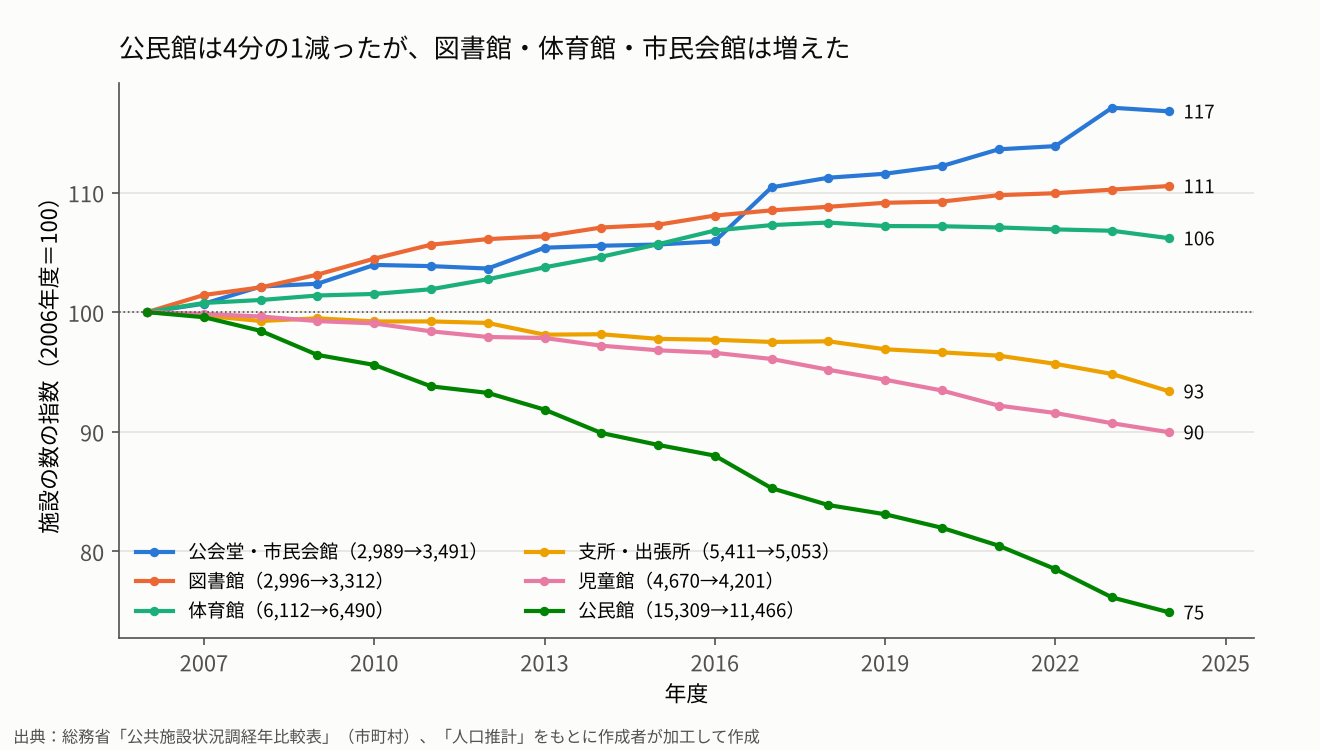 公民館は4分の1減ったが、図書館・体育館・市民会館は増えた
117
111
106
93
90
75
110
100
90
80
施設の数の指数（2006年度＝100）
公会堂・市民会館（2,989→3,491）
図書館（2,996→3,312）
体育館（6,112→6,490）
支所・出張所（5,411→5,053）
児童館（4,670→4,201）
公民館（15,309→11,466）
2007 2010 2013 2016 2019 2022 2025
年度
出典：総務省「公共施設状況調経年比較表」（市町村）、「人口推計」をもとに作成者が加工して作成